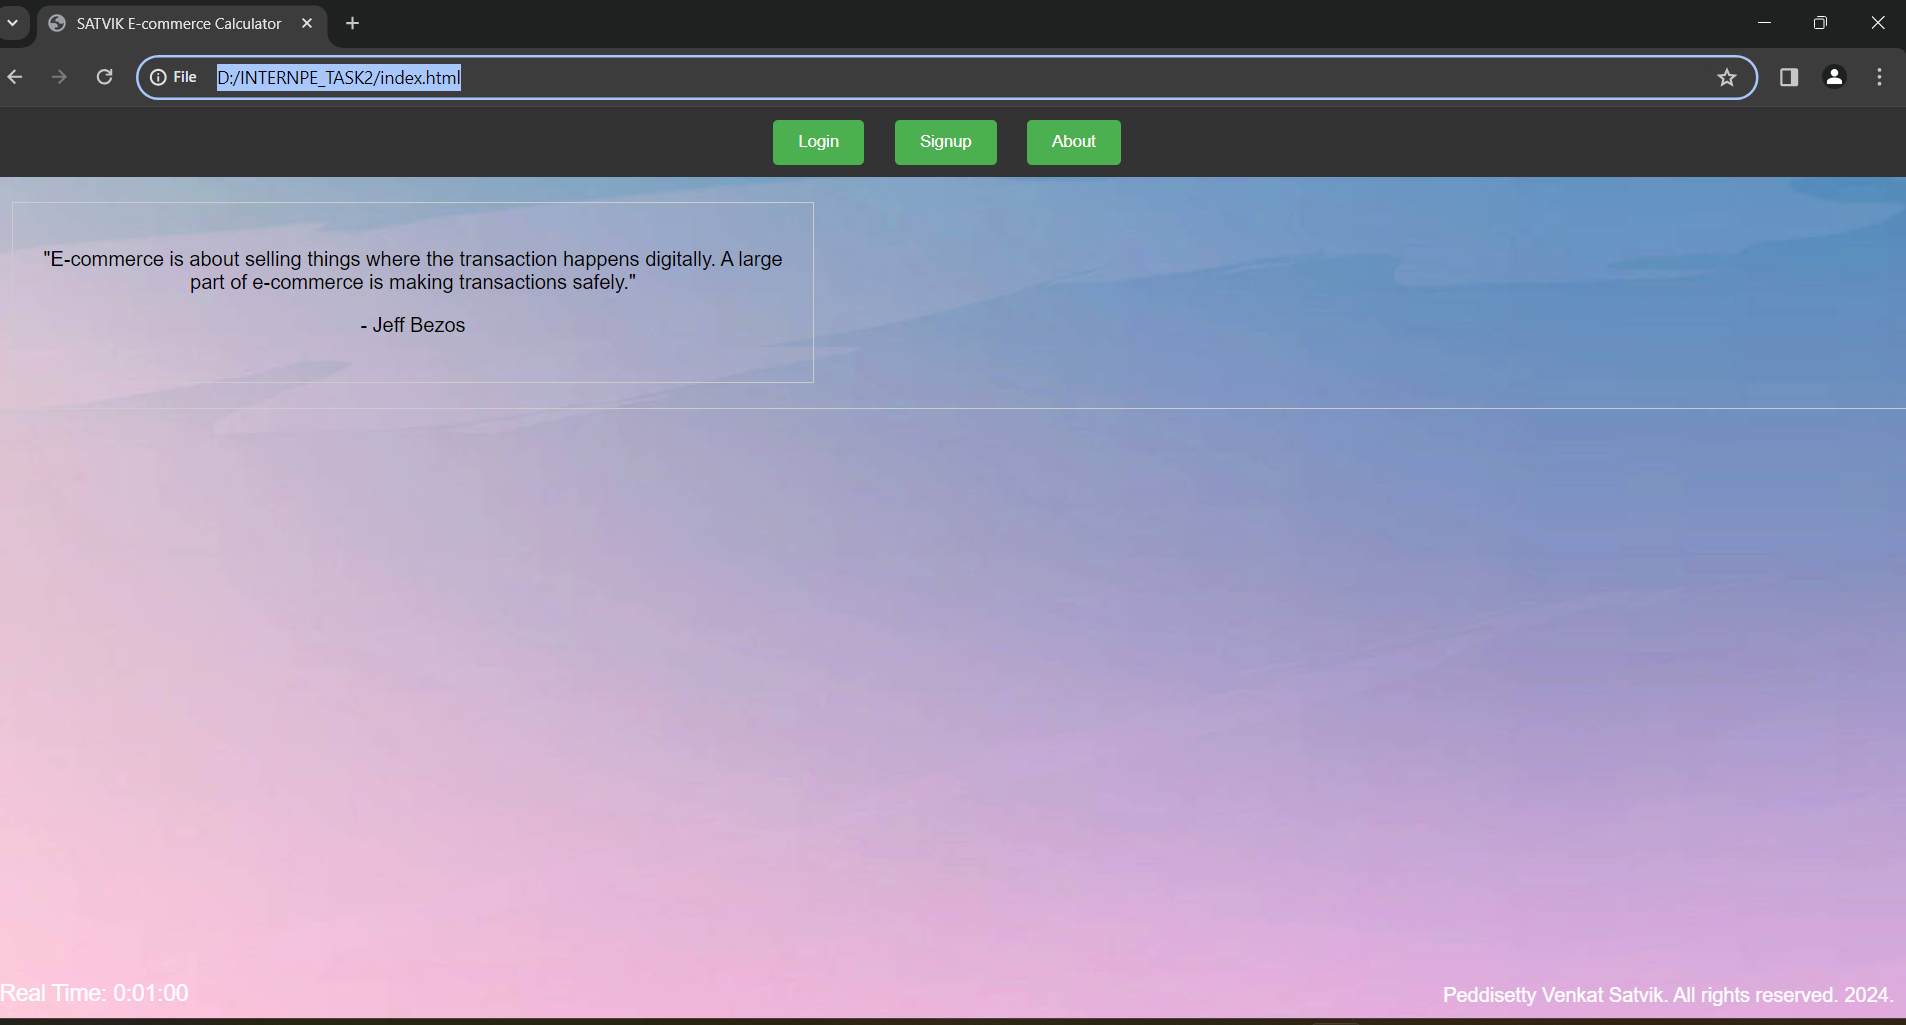 SATVIK E-commerce Calculator
File D:/INTERNPE_TASK2/index.html
Login Signup About
"E-commerce is about selling things where the transaction happens digitally. A large
part of e-commerce is making transactions safely."
- Jeff Bezos
Real Time: 0:01:00
Peddisetty Venkat Satvik. All rights reserved. 2024.